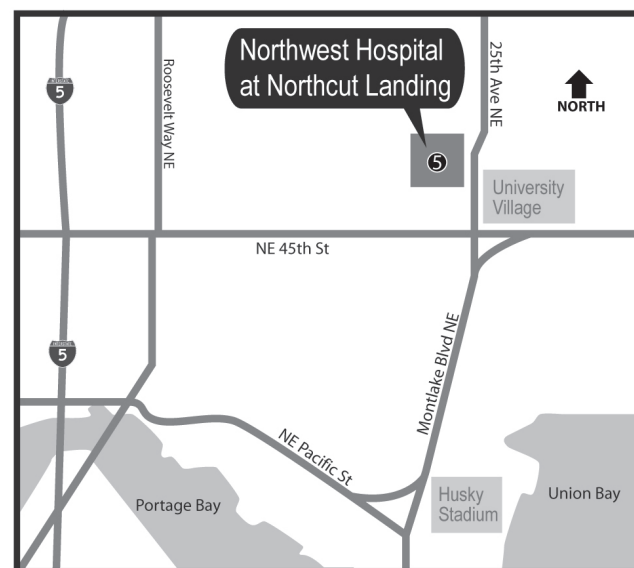 Northwest Hospital
at Northcut Landing
5
25th Ave NE
NORTH
Roosevelt Way NE
5
University
Village
NE 45th St
5
Montlake Blvd NE
NE Pacific St
Husky
Stadium
Union Bay
Portage Bay